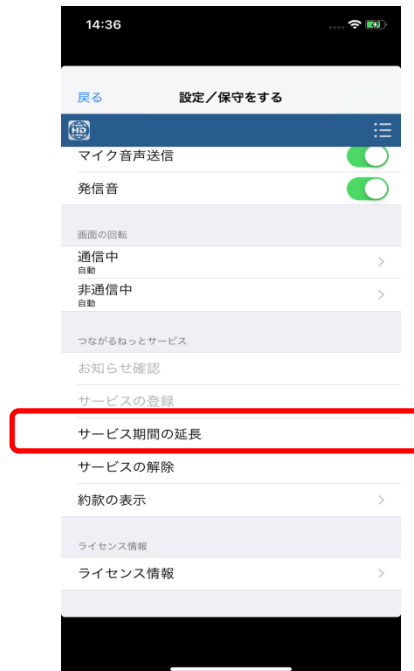 14:36
戻る 設定／保守をする
HD
マイク音声送信
発信音
画面の回転
通信中
自動
非通信中
自動
つながるねっとサービス
お知らせ確認
サービスの登録
サービス期間の延長
サービスの解除
約款の表示
ライセンス情報
ライセンス情報